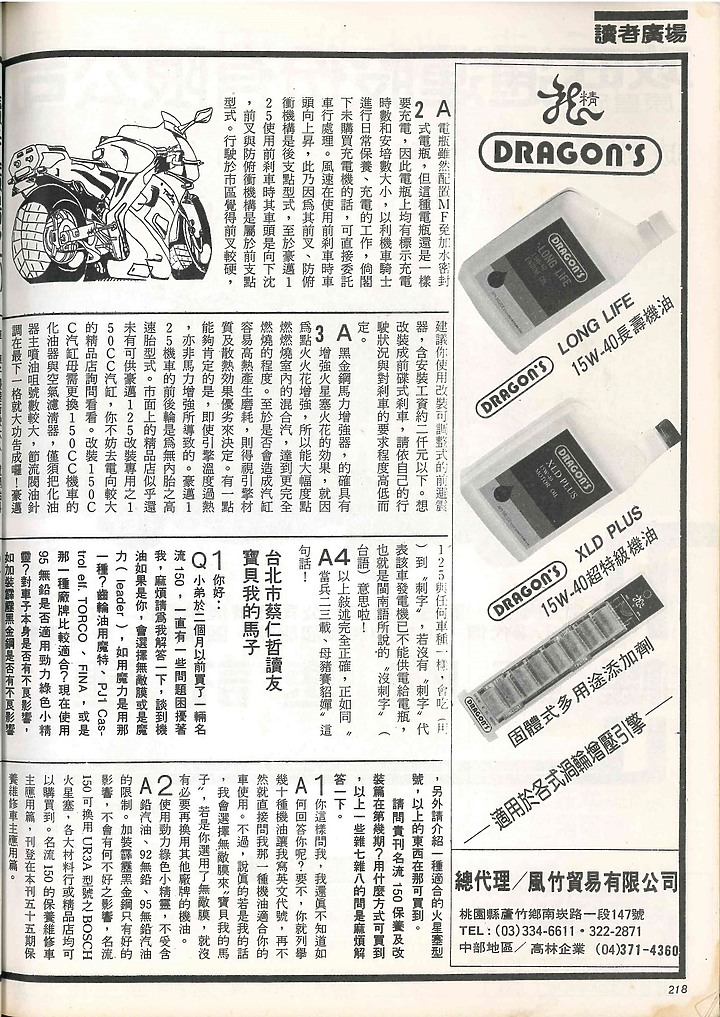 讀者廣場
精
DRAGON'S
DRAGON'S
LONG LIFE
LONG LIFE
15W-40長壽機油
DRAGON'S
DRAGON'S
XLD PLUS
MOTOR OIL
XLD PLUS
15W-40超特級機油
DRAGON'S
DRAGON'S
固體式多用途添加劑
—適用於各式渦輪增壓引擎—
總代理／風竹貿易有限公司
桃園縣蘆竹鄉南崁路一段147號
TEL:(03)334-6611・322-2871
中部地區／高林企業 (04)371-4360
A2
電瓶雖然配置MF免加水密封
式電瓶，但這種電瓶還是一樣
要充電，因此電瓶上均有標示充電
時數和安培數大小，以利機車騎士
進行日常保養、充電的工作，倘閣
下未購買充電機的話，可直接委託
車行處理。風速在使用前刹車時車
頭向上昇，此乃因爲其前叉、防俯
衝機構是後支點型式，至於豪邁1
25使用前刹車時其車頭是向下沈
，前叉與防俯衝機構是屬於前支點
型式。行駛於市區覺得前叉較硬，
建議你使用改裝可調整式的前避震
器，含安裝工資約二仟元以下。想
改裝成前碟式刹車，請依自己的行
駛狀況與對刹車的要求程度高低而
定。
A3
黑金鋼馬力增強器，的確具有
增強火星塞火花的效果，就因
爲點火火花增強，所以能大幅度點
燃燃燒室內的混合汽，達到更完全
燃燒的程度。至於是否會造成汽缸
容易高熱產生磨耗，則得視引擎材
質及散熱效果優劣來決定。有一點
能夠肯定的是，即使引擎溫度過熱
，亦非馬力增強所導致的。豪邁1
25機車的前後輪是爲無內胎之高
速胎型式。市面上的精品店似乎還
未有可供豪邁125改裝專用之1
50CC汽缸，你不妨去電向較大
的精品店詢問看看。改裝150C
C汽缸毋需更換150CC機車的
化油器與空氣濾清器，僅須把化油
器主噴油咀號數較大，節流閥油針
調在最下一格就大功告成囉！豪邁
125與任何車種一樣，會吃（用
）到〝刺字〞，若沒有〝刺字〞代
表該車發電機已不能供電給電瓶，
也就是閩南語所說的〝沒刺字〞（
台語）意思啦！
A4
以上敍述完全正確，正如同〝
當兵二三載、母豬賽貂嬋〞這
句話！
台北市蔡仁哲讀友
寶貝我的馬子
你好：
Q1
小弟於二個月以前買了一輛名
流150，一直有一些問題困擾著
我，麻煩請爲我解答一下，談到機
油如果是你，會選擇無敵膜或是魔
力（leader），如用魔力是用那
一種？齒輪油用魔特、PJ1 Cas-
trol elf. TORCO、FINA，或是
那一種廠牌比較適合？現在使用
95無鉛是否適用勁力綠色小精
靈？對車子本身是否有不良影響，
如加裝霹靂黑金鋼是否有不良影響
，另外請介紹一種適合的火星塞型
號，以上的東西在那可買到。
請問貴刊名流150保養及改
裝篇在第幾期？用什麼方式可買到
，以上一些雜七雜八的問是麻煩解
答一下。
A1
你這樣問我，我還眞不知道如
何回答你呢？要不，你就列舉
幾十種機油讓我寫英文代號，再不
然就直接問我那一種機油適合你的
車使用。不過，說眞的若是我的話
，我會選擇無敵膜來〝寶貝我的馬
子〞，若是你選用了無敵膜，就沒
有必要再換用其他廠牌的機油。
A2
使用勁力綠色小精靈，不受含
鉛汽油、92無鉛、95無鉛汽油
的限制。加裝霹靂黑金鋼只有好的
影響，不會有何不好之影響，名流
150可換用UR3A型號之BOSCH
火星塞，各大材料行或精品店均可
以購買到。名流150的保養維修車
主應用篇，刊登在本刊五十五期保
養維修車主應用篇。
218